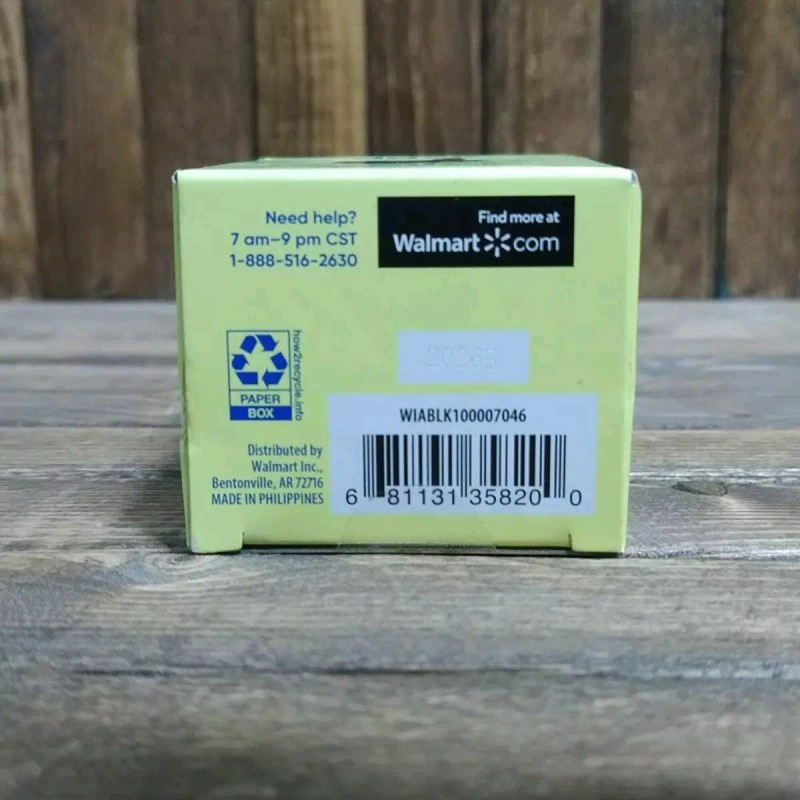 Need help?
7 am–9 pm CST
1-888-516-2630
Find more at
Walmart com
how2recycle.info
PAPER
BOX
Distributed by
Walmart Inc.,
Bentonville, AR 72716
MADE IN PHILIPPINES
WIABLK100007046
6 81131 35820 0